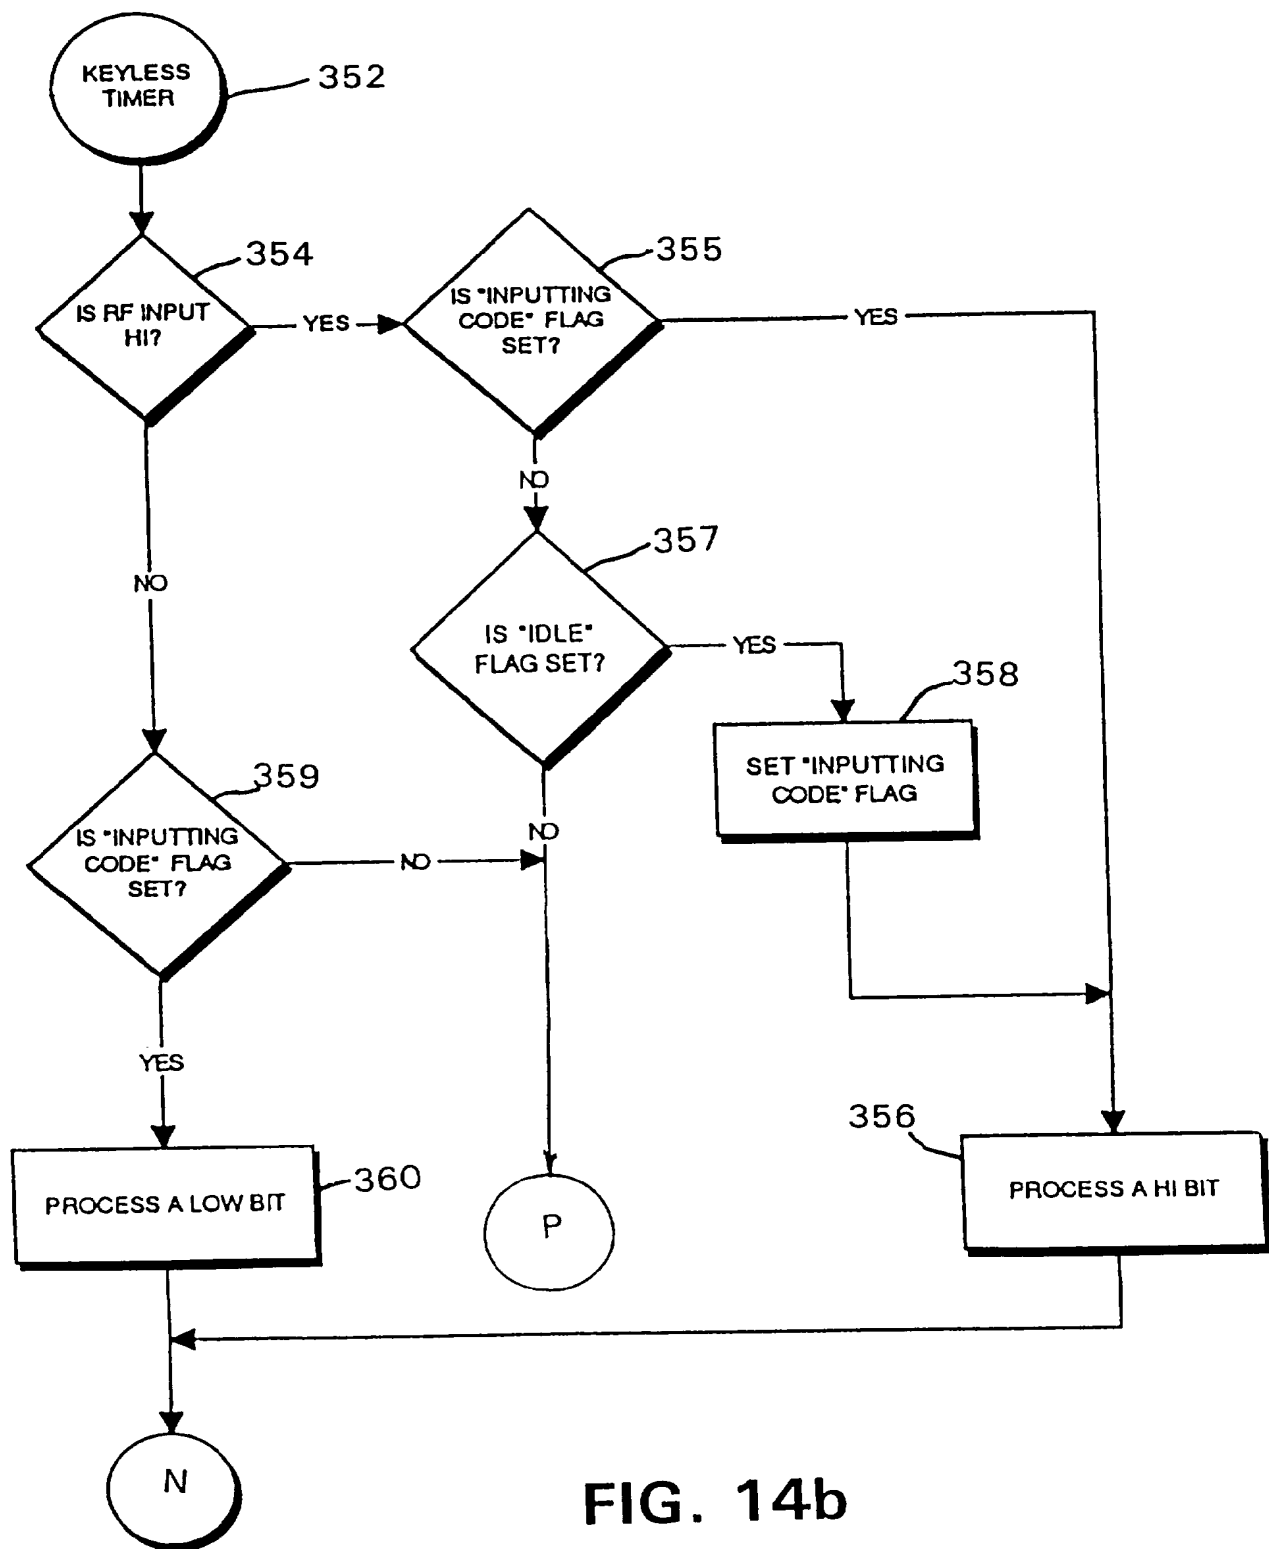 KEYLESS
TIMER
352
354
IS RF INPUT
HI?
YES
355
IS "INPUTTING
CODE" FLAG
SET?
YES
NO
NO
357
IS "IDLE"
FLAG SET?
YES
358
SET "INPUTTING
CODE" FLAG
359
IS "INPUTTING
CODE" FLAG
SET?
NO
NO
YES
356
PROCESS A HI BIT
360
PROCESS A LOW BIT
P
N
FIG. 14b